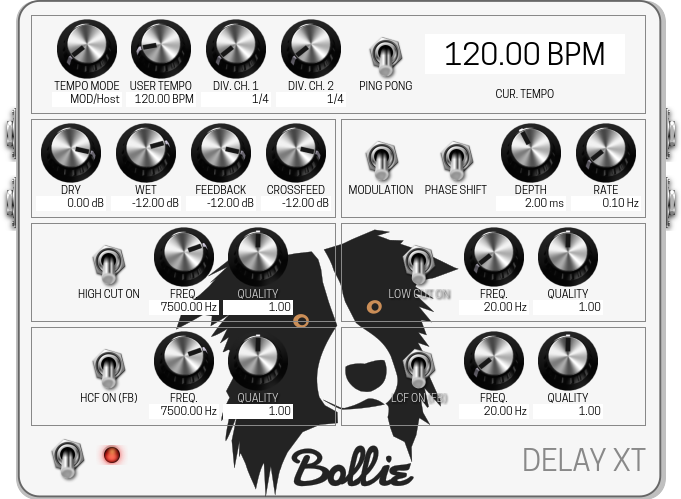 120.00 BPM
TEMPO MODE USER TEMPO DIV. CH. 1 DIV. CH. 2 PING PONG
MOD/Host 120.00 BPM 1/4 1/4
CUR. TEMPO
DRY WET FEEDBACK CROSSFEED MODULATION PHASE SHIFT DEPTH RATE
0.00 dB -12.00 dB -12.00 dB -12.00 dB 2.00 ms 0.10 Hz
HIGH CUT ON FREQ. QUALITY LOW CUT ON FREQ. QUALITY
7500.00 Hz 1.00 20.00 Hz 1.00
HCF ON (FB) FREQ. QUALITY LCF ON (FB) FREQ. QUALITY
7500.00 Hz 1.00 20.00 Hz 1.00
Bollie DELAY XT